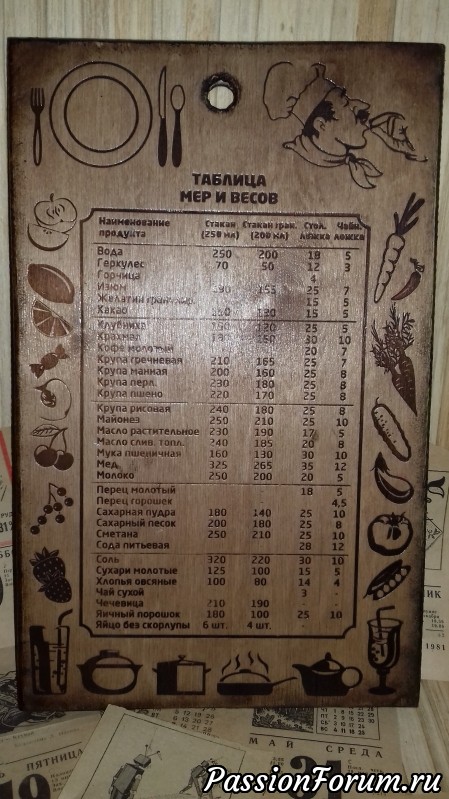 ТАБЛИЦА
МЕР И ВЕСОВ
Наименование Стакан Стакан гран. Стол. Чайн.
продукта (250 мл) (200 мл) ложка ложка
Вода 250 200 18 5
Геркулес 70 50 12 3
Горчица 4
Изюм 155 25 7
Желатин 15 5
Какао 120 15 5
Клубника 120 25 5
Крахмал 150 30 10
Кофе молотый 20 7
Крупа гречневая 210 165 25 7
Крупа манная 200 160 25 8
Крупа перл. 230 180 25 8
Крупа пшено 220 170 25 8
Крупа рисовая 240 180 25 8
Майонез 250 210 25 10
Масло растительное 230 190 17 5
Масло слив. топл. 240 185 20 8
Мука пшеничная 160 130 30 10
Мед 325 265 35 12
Молоко 250 200 20 5
Перец молотый 18 5
Перец горошек 4,5
Сахарная пудра 180 140 25 10
Сахарный песок 200 180 25 8
Сметана 250 210 25 10
Сода питьевая 28 12
Соль 320 220 30 10
Сухари молотые 125 100 15 5
Хлопья овсяные 100 80 14 4
Чай сухой 3 -
Чечевица 210 190 - -
Яичный порошок 180 100 25 10
Яйцо без скорлупы 6 шт. 4 шт. - -
1981
ПЯТНИЦА
МАЙ СРЕДА
PassionForum.ru